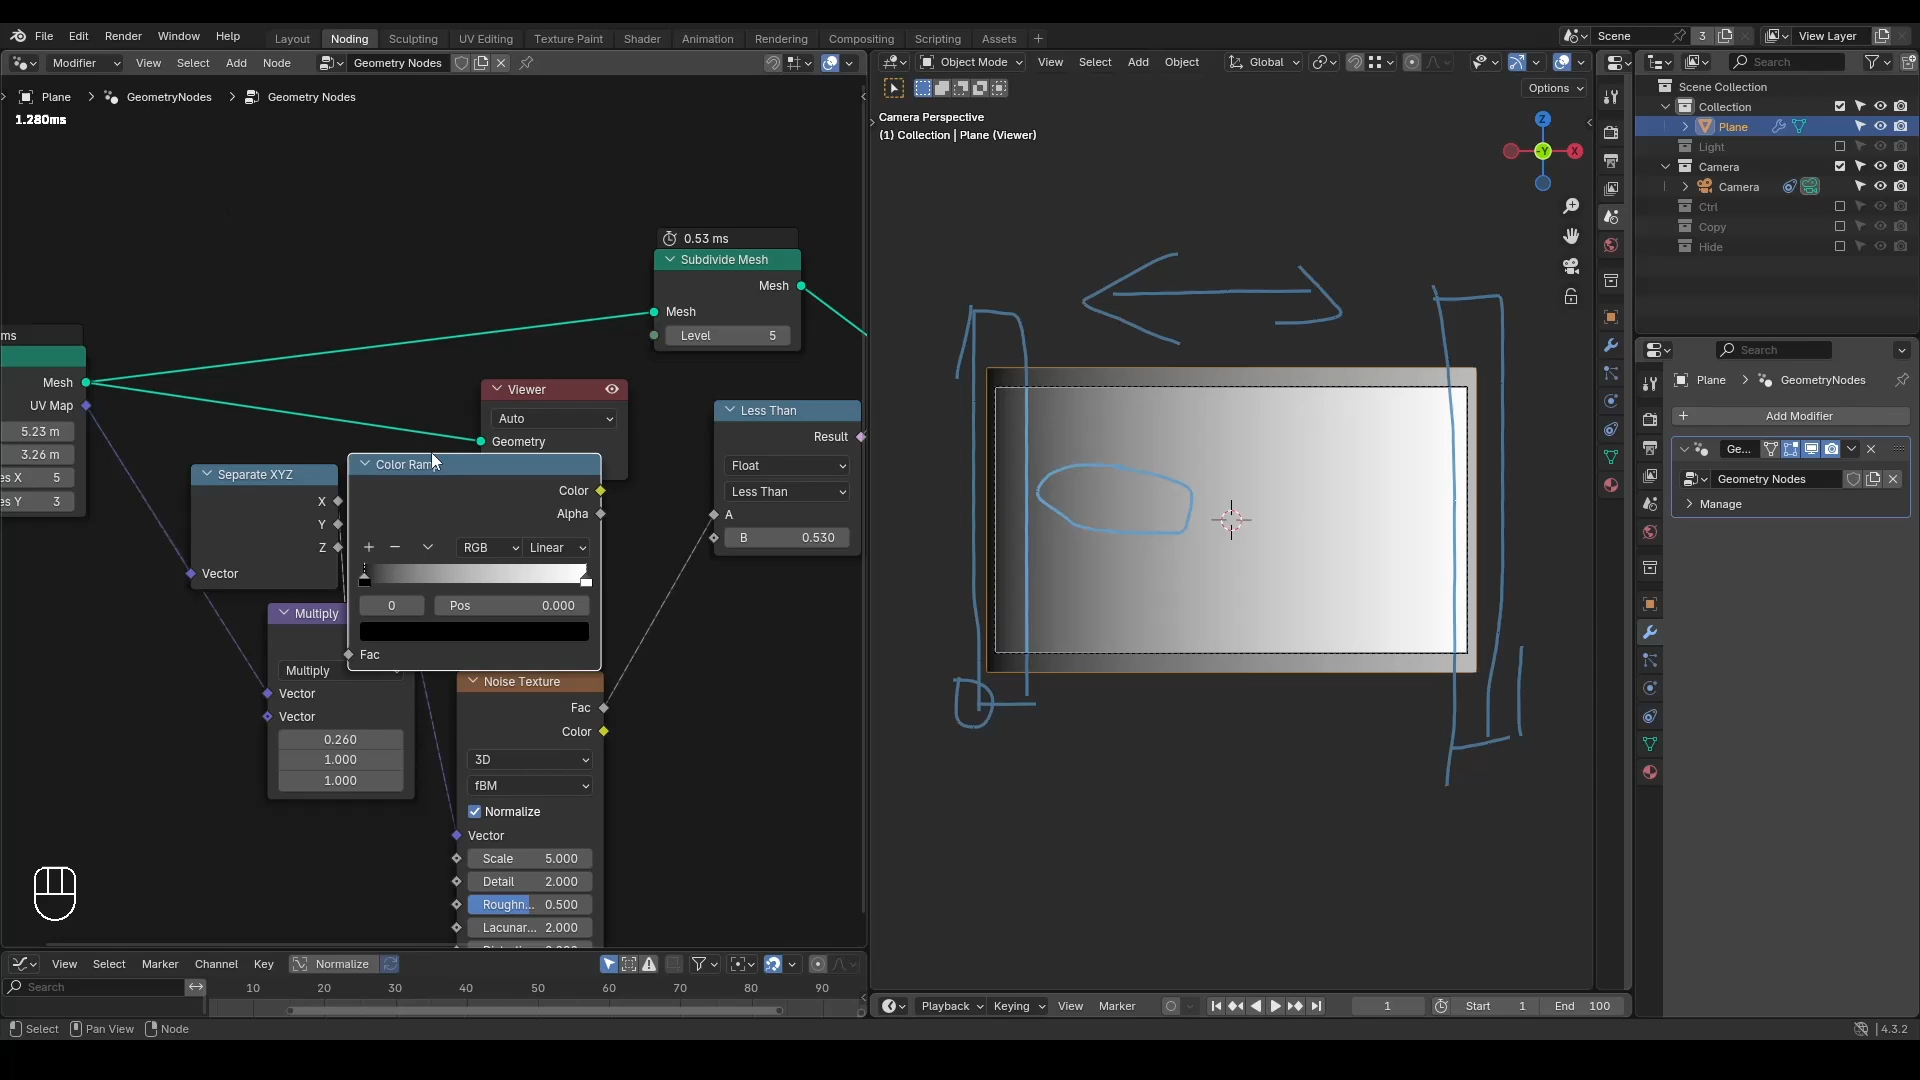 File Edit Render Window Help Layout Noding Sculpting UV Editing Texture Paint Shader Animation Rendering Compositing Scripting Assets + Scene 3 View Layer
Modifier View Select Add Node Geometry Nodes
Object Mode View Select Add Object Global
Search
Plane > GeometryNodes > Geometry Nodes
Options
1.280ms
Camera Perspective
(1) Collection | Plane (Viewer)
Z
-Y
X
Scene Collection
Collection
Plane
Light
Camera
Camera
Ctrl
Copy
Hide
0.53 ms
Subdivide Mesh
Mesh
Mesh
Level 5
ms
Mesh
UV Map
5.23 m
3.26 m
es X 5
es Y 3
Viewer
Auto
Geometry
Less Than
Result
Float
Less Than
A
B 0.530
Separate XYZ
X
Y
Z
Vector
Color Ram
Color
Alpha
RGB Linear
0 Pos 0.000
Fac
Multiply
Multiply
Vector
Vector
0.260
1.000
1.000
Noise Texture
Fac
Color
3D
fBM
Normalize
Vector
Scale 5.000
Detail 2.000
Roughn... 0.500
Lacunar... 2.000
Search
Plane > GeometryNodes
+ Add Modifier
Ge...
Geometry Nodes
> Manage
View Select Marker Channel Key Normalize
Search
10 20 30 40 50 60 70 80 90
Playback Keying View Marker 1 Start 1 End 100
Select Pan View Node
4.3.2